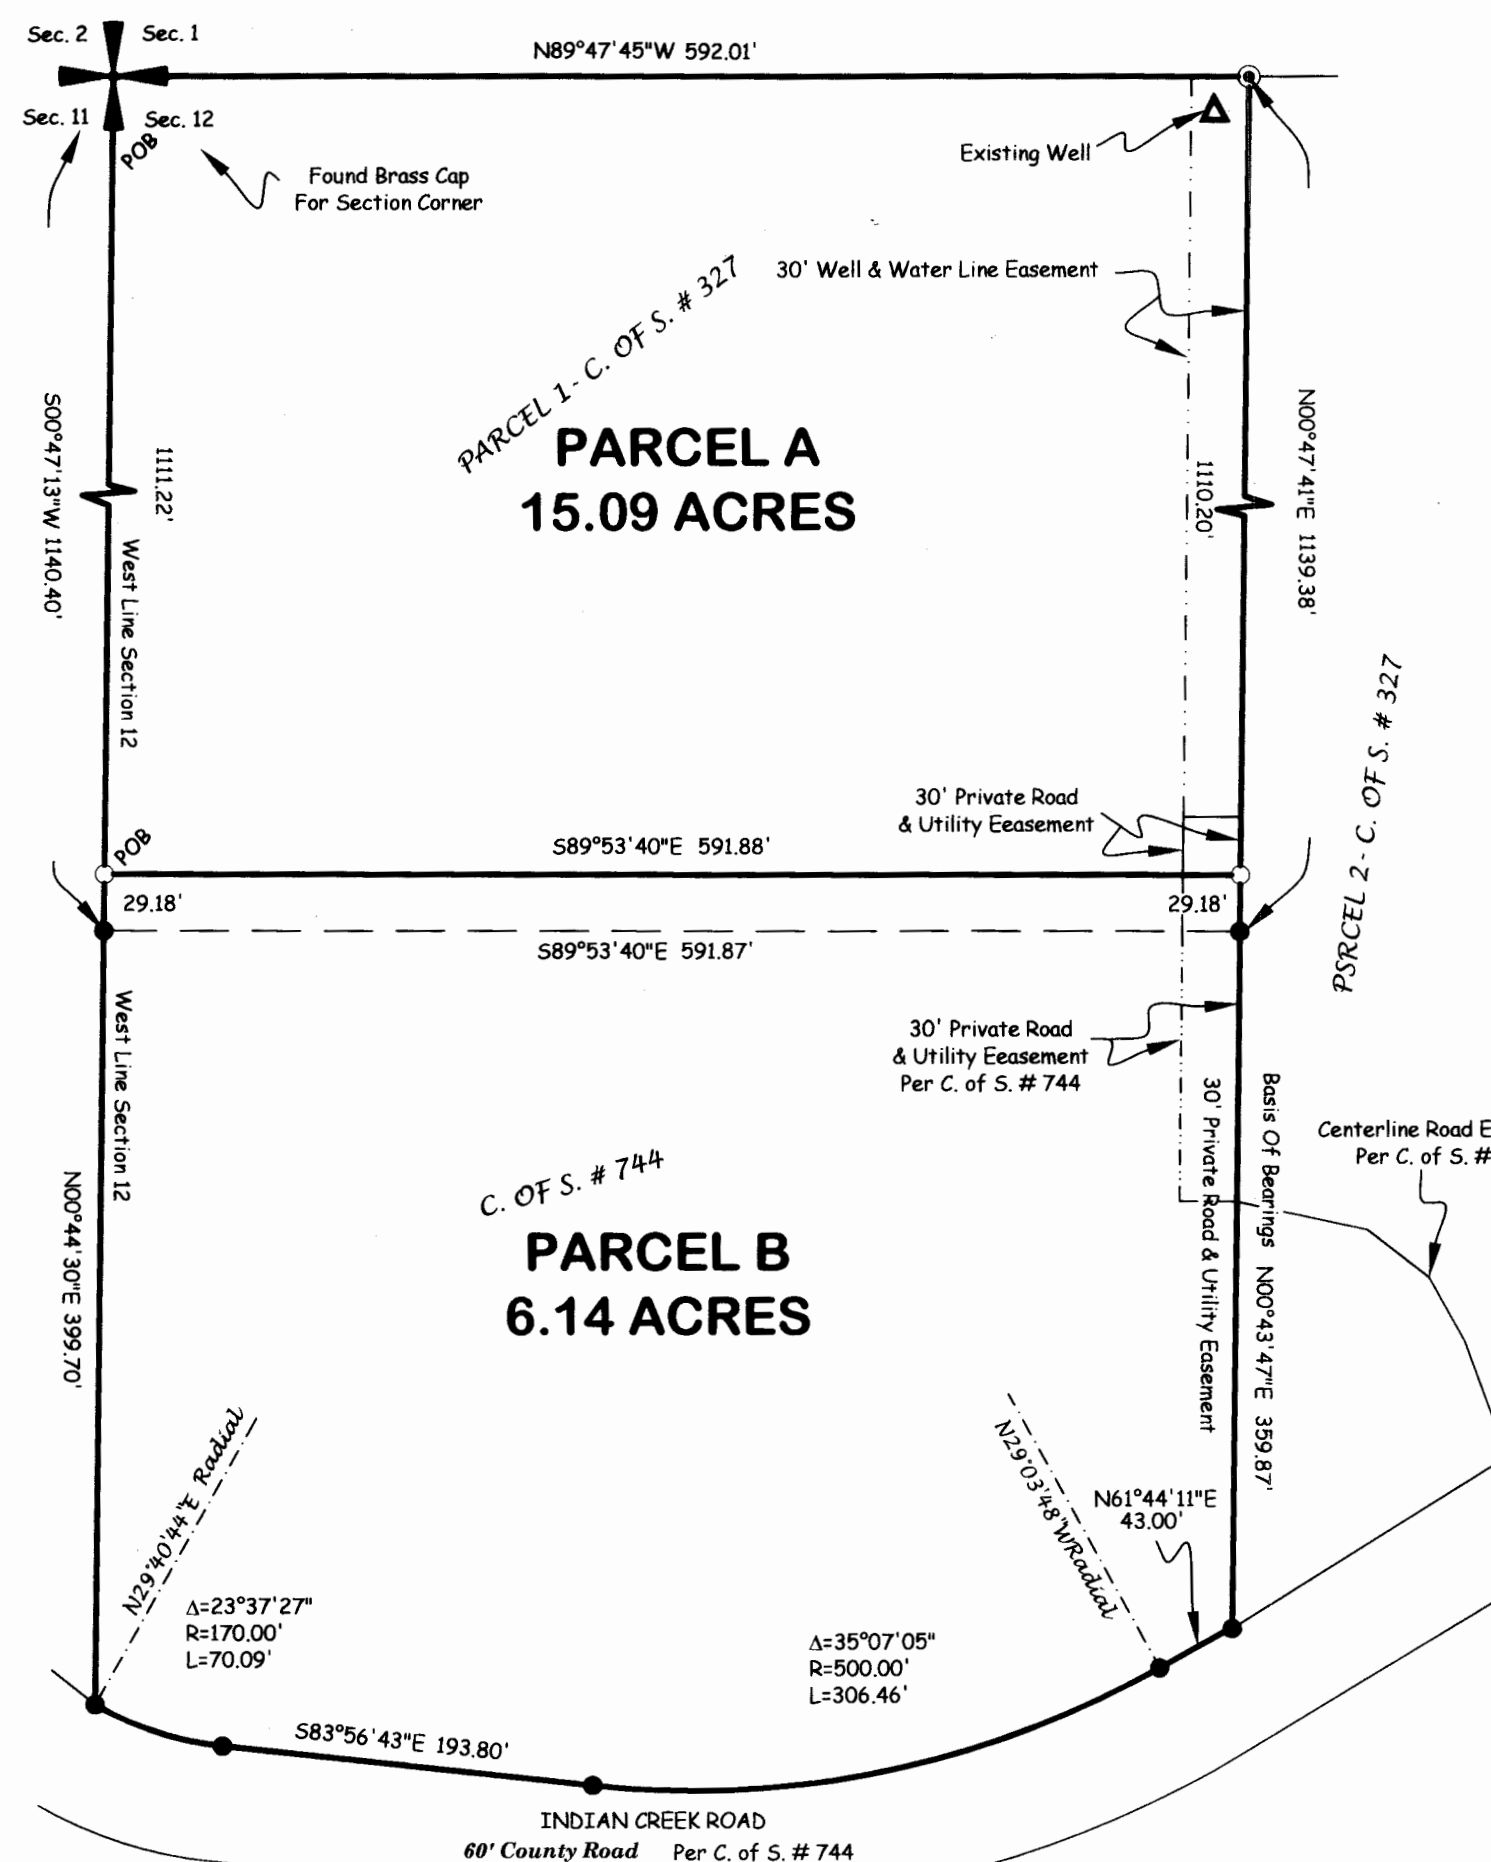 Sec. 2
Sec. 1
N89°47'45"W 592.01'
Sec. 11
Sec. 12
POB
Existing Well
Found Brass Cap
For Section Corner
30' Well & Water Line Easement
PARCEL 1 - C. OF S. # 327
PARCEL A
15.09 ACRES
S00°47'13"W 1140.40'
1111.22'
West Line Section 12
1110.20'
N00°47'41"E 1139.38'
PSRCEL 2 - C. OF S. # 327
30' Private Road
& Utility Eeasement
POB
S89°53'40"E 591.88'
29.18'
29.18'
S89°53'40"E 591.87'
West Line Section 12
30' Private Road
& Utility Eeasement
Per C. of S. # 744
30' Private Road & Utility Easement
Basis Of Bearings N00°43'47"E 359.87'
Centerline Road E
Per C. of S. #
C. OF S. # 744
PARCEL B
6.14 ACRES
N00°44'30"E 399.70'
N29°40'44"E Radial
N29°03'48"W Radial
N61°44'11"E
43.00'
Δ=23°37'27"
R=170.00'
L=70.09'
Δ=35°07'05"
R=500.00'
L=306.46'
S83°56'43"E 193.80'
INDIAN CREEK ROAD
60' County Road Per C. of S. # 744